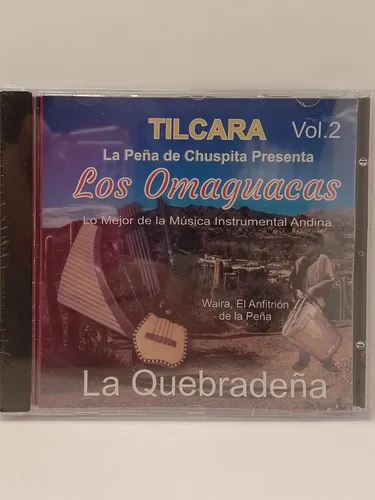 TILCARA Vol.2
La Peña de Chuspita Presenta
Los Omaguacas
Lo Mejor de la Música Instrumental Andina
Waira, El Anfitrión
de la Peña
La Quebradeña